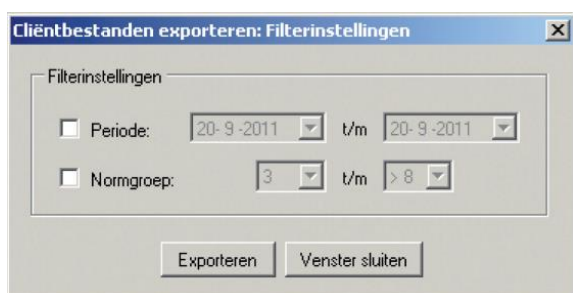 Cliëntbestanden exporteren: Filterinstellingen
Filterinstellingen
Periode: 20- 9 -2011 t/m 20- 9 -2011
Normgroep: 3 t/m > 8
Exporteren Venster sluiten